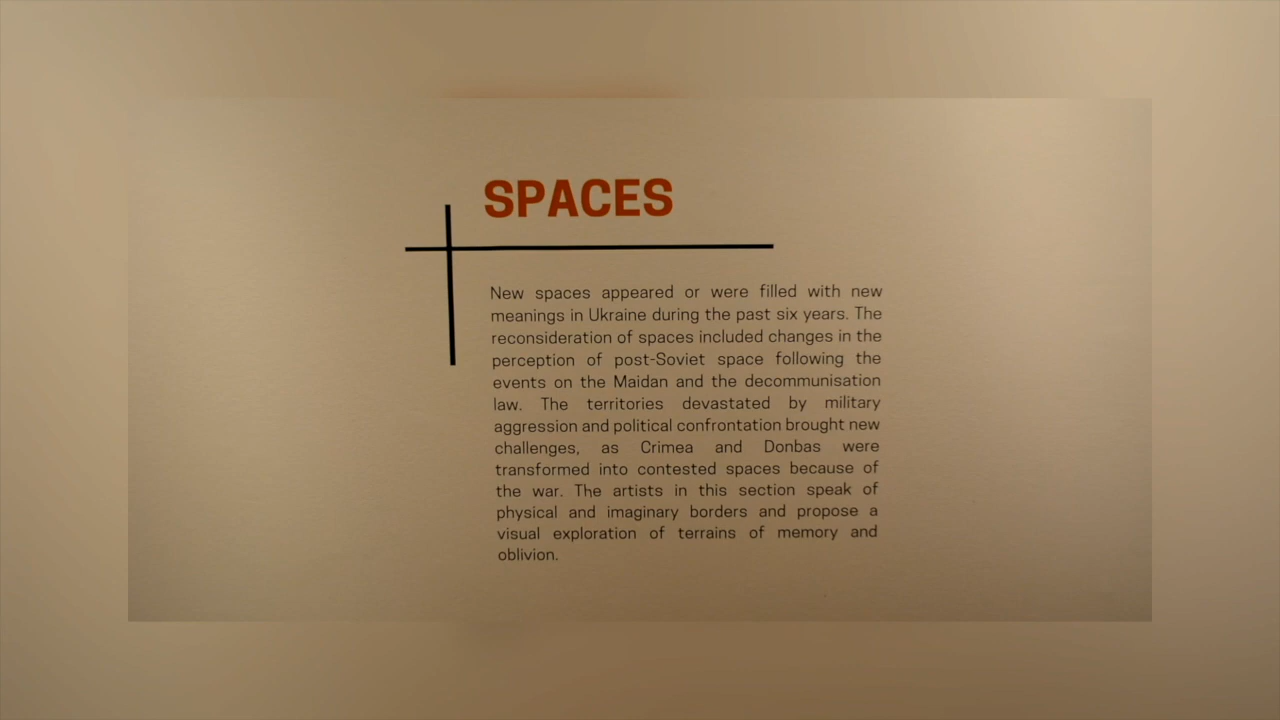 SPACES
New spaces appeared or were filled with new
meanings in Ukraine during the past six years. The
reconsideration of spaces included changes in the
perception of post-Soviet space following the
events on the Maidan and the decommunisation
law. The territories devastated by military
aggression and political confrontation brought new
challenges, as Crimea and Donbas were
transformed into contested spaces because of
the war. The artists in this section speak of
physical and imaginary borders and propose a
visual exploration of terrains of memory and
oblivion.